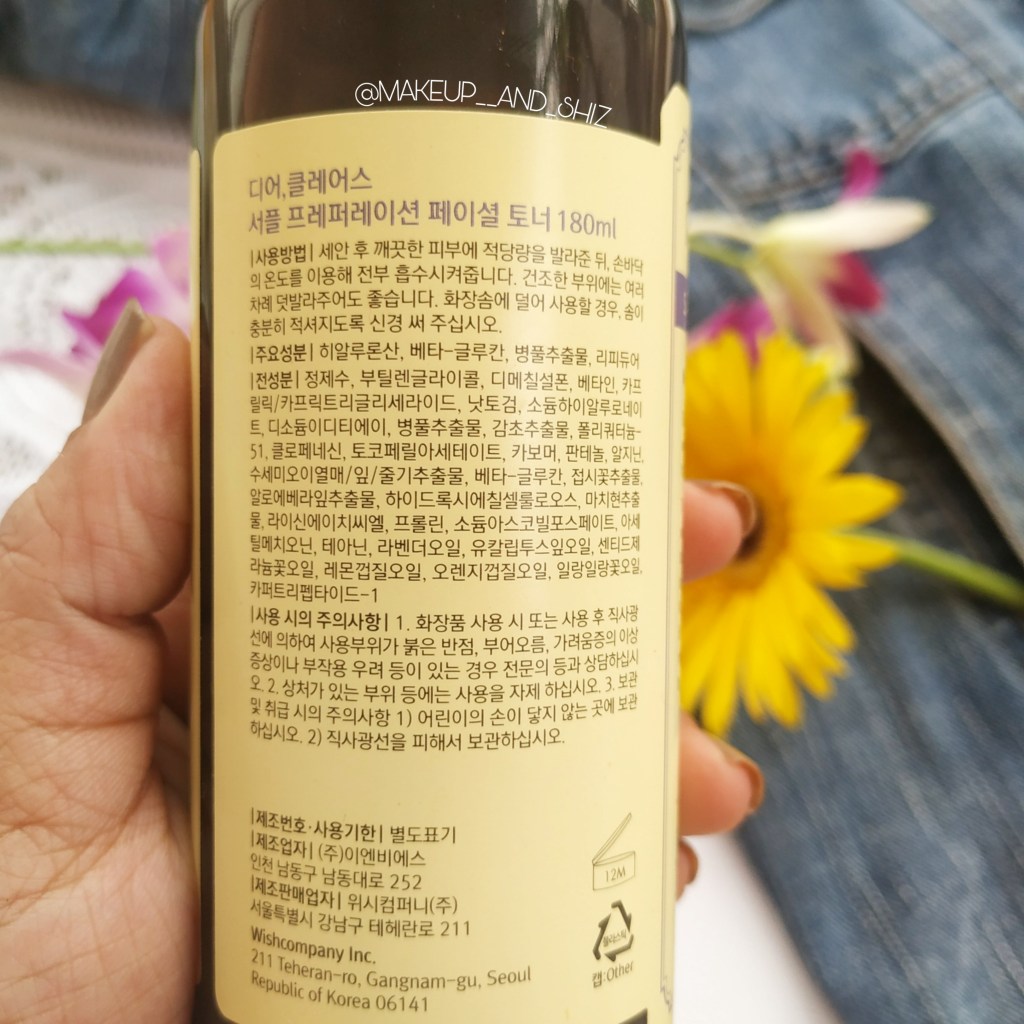 @MAKEUP__AND_SHIZ
디어,클레어스
서플 프레퍼레이션 페이셜 토너 180ml
|사용방법| 세안 후 깨끗한 피부에 적당량을 발라준 뒤, 손바닥
의 온도를 이용해 전부 흡수시켜줍니다. 건조한 부위에는 여러
차례 덧발라주어도 좋습니다. 화장솜에 덜어 사용할 경우, 솜이
충분히 적셔지도록 신경 써 주십시오.
|주요성분| 히알루론산, 베타-글루칸, 병풀추출물, 리피듀어
|전성분| 정제수, 부틸렌글라이콜, 디메칠설폰, 베타인, 카프
릴릭/카프릭트리글리세라이드, 낫토검, 소듐하이알루로네이
트, 디소듐이디티에이, 병풀추출물, 감초추출물, 폴리쿼터늄-
51, 클로페네신, 토코페릴아세테이트, 카보머, 판테놀, 알지닌,
수세미오이열매/잎/줄기추출물, 베타-글루칸, 접시꽃추출물,
알로에베라잎추출물, 하이드록시에칠셀룰로오스, 마치현추출
물, 라이신에이치씨엘, 프롤린, 소듐아스코빌포스페이트, 아세
틸메치오닌, 테아닌, 라벤더오일, 유칼립투스잎오일, 센티드제
라늄꽃오일, 레몬껍질오일, 오렌지껍질오일, 일랑일랑꽃오일,
카퍼트리펩타이드-1
|사용 시의 주의사항| 1. 화장품 사용 시 또는 사용 후 직사광
선에 의하여 사용부위가 붉은 반점, 부어오름, 가려움증의 이상
증상이나 부작용 우려 등이 있는 경우 전문의 등과 상담하십시
오. 2. 상처가 있는 부위 등에는 사용을 자제 하십시오. 3. 보관
및 취급 시의 주의사항 1) 어린이의 손이 닿지 않는 곳에 보관
하십시오. 2) 직사광선을 피해서 보관하십시오.
|제조번호·사용기한| 별도표기
|제조업자| (주)이엔비에스
인천 남동구 남동대로 252
|제조판매업자| 위시컴퍼니(주)
서울특별시 강남구 테헤란로 211
Wishcompany Inc.
211 Teheran-ro, Gangnam-gu, Seoul
Republic of Korea 06141
12M
플라스틱
캡:Other